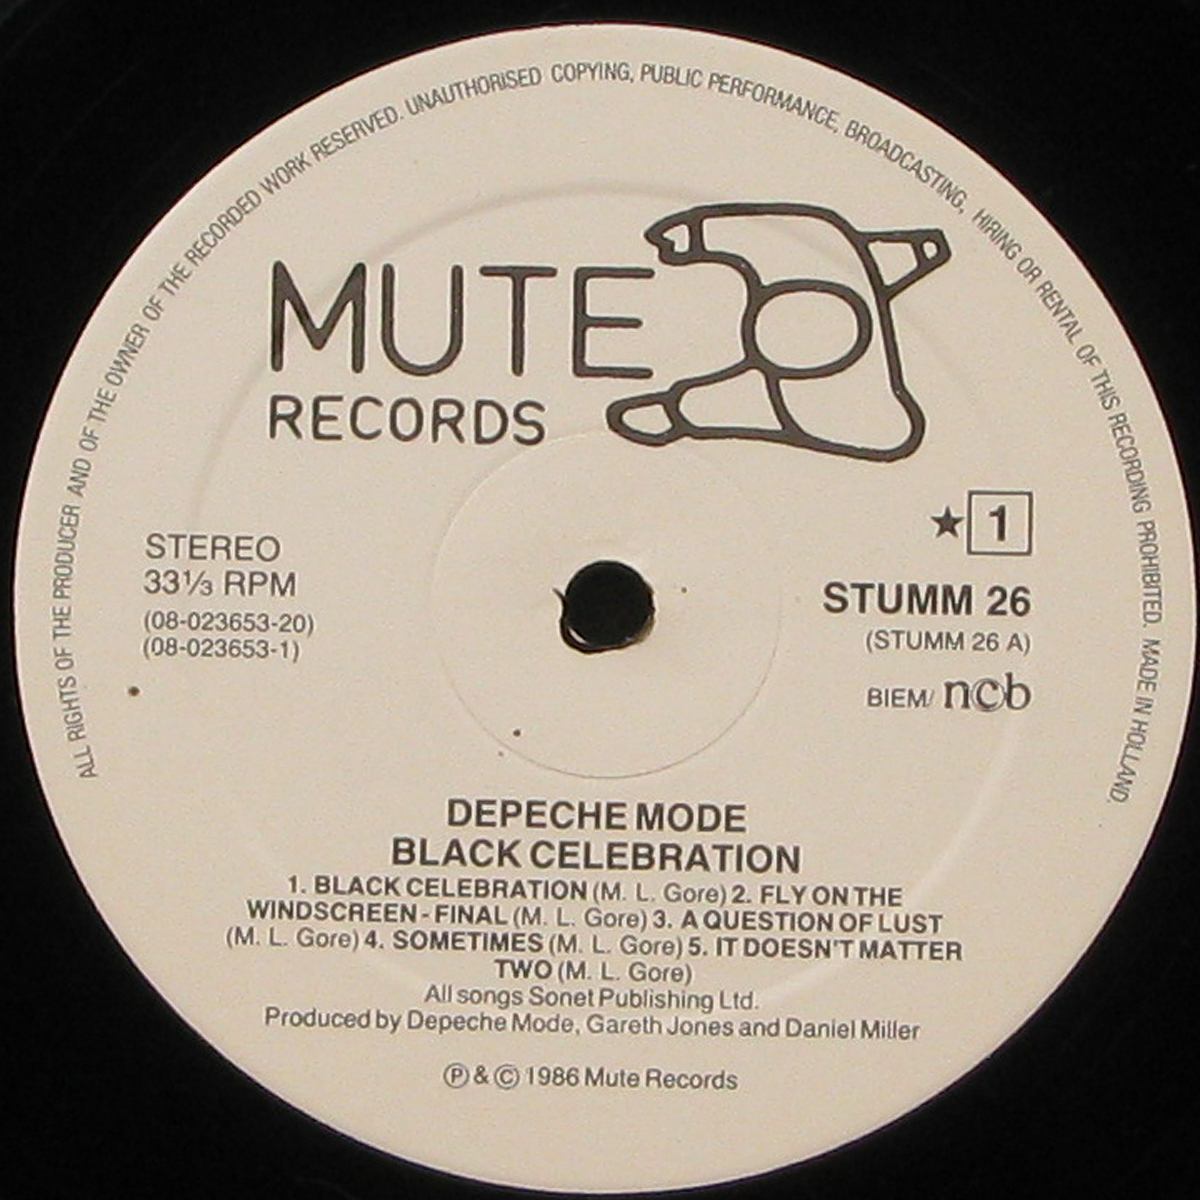 ALL RIGHTS OF THE PRODUCER AND OF THE OWNER OF THE RECORDED WORK RESERVED. UNAUTHORISED COPYING, PUBLIC PERFORMANCE, BROADCASTING, HIRING OR RENTAL OF THIS RECORDING PROHIBITED. MADE IN HOLLAND.
MUTE
RECORDS
STEREO
33⅓ RPM
(08-023653-20)
(08-023653-1)
★ 1
STUMM 26
(STUMM 26 A)
BIEM/ ncb
DEPECHE MODE
BLACK CELEBRATION
1. BLACK CELEBRATION (M. L. Gore) 2. FLY ON THE
WINDSCREEN - FINAL (M. L. Gore) 3. A QUESTION OF LUST
(M. L. Gore) 4. SOMETIMES (M. L. Gore) 5. IT DOESN'T MATTER
TWO (M. L. Gore)
All songs Sonet Publishing Ltd.
Produced by Depeche Mode, Gareth Jones and Daniel Miller
℗ & © 1986 Mute Records